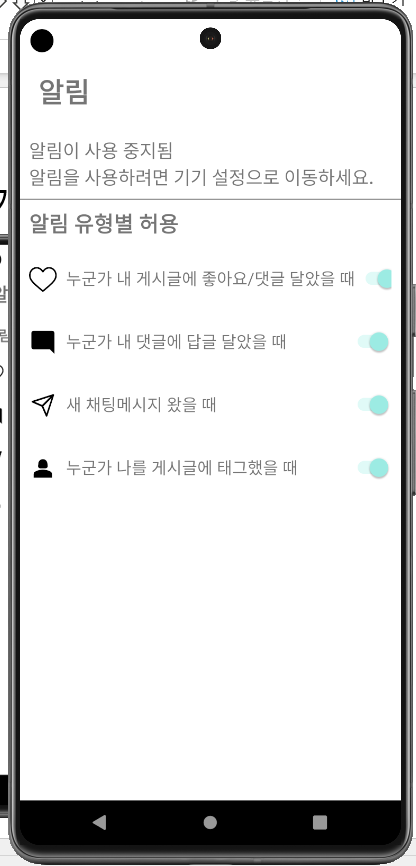 알림
알림이 사용 중지됨
알림을 사용하려면 기기 설정으로 이동하세요.
알림 유형별 허용
누군가 내 게시글에 좋아요/댓글 달았을 때
누군가 내 댓글에 답글 달았을 때
새 채팅메시지 왔을 때
누군가 나를 게시글에 태그했을 때